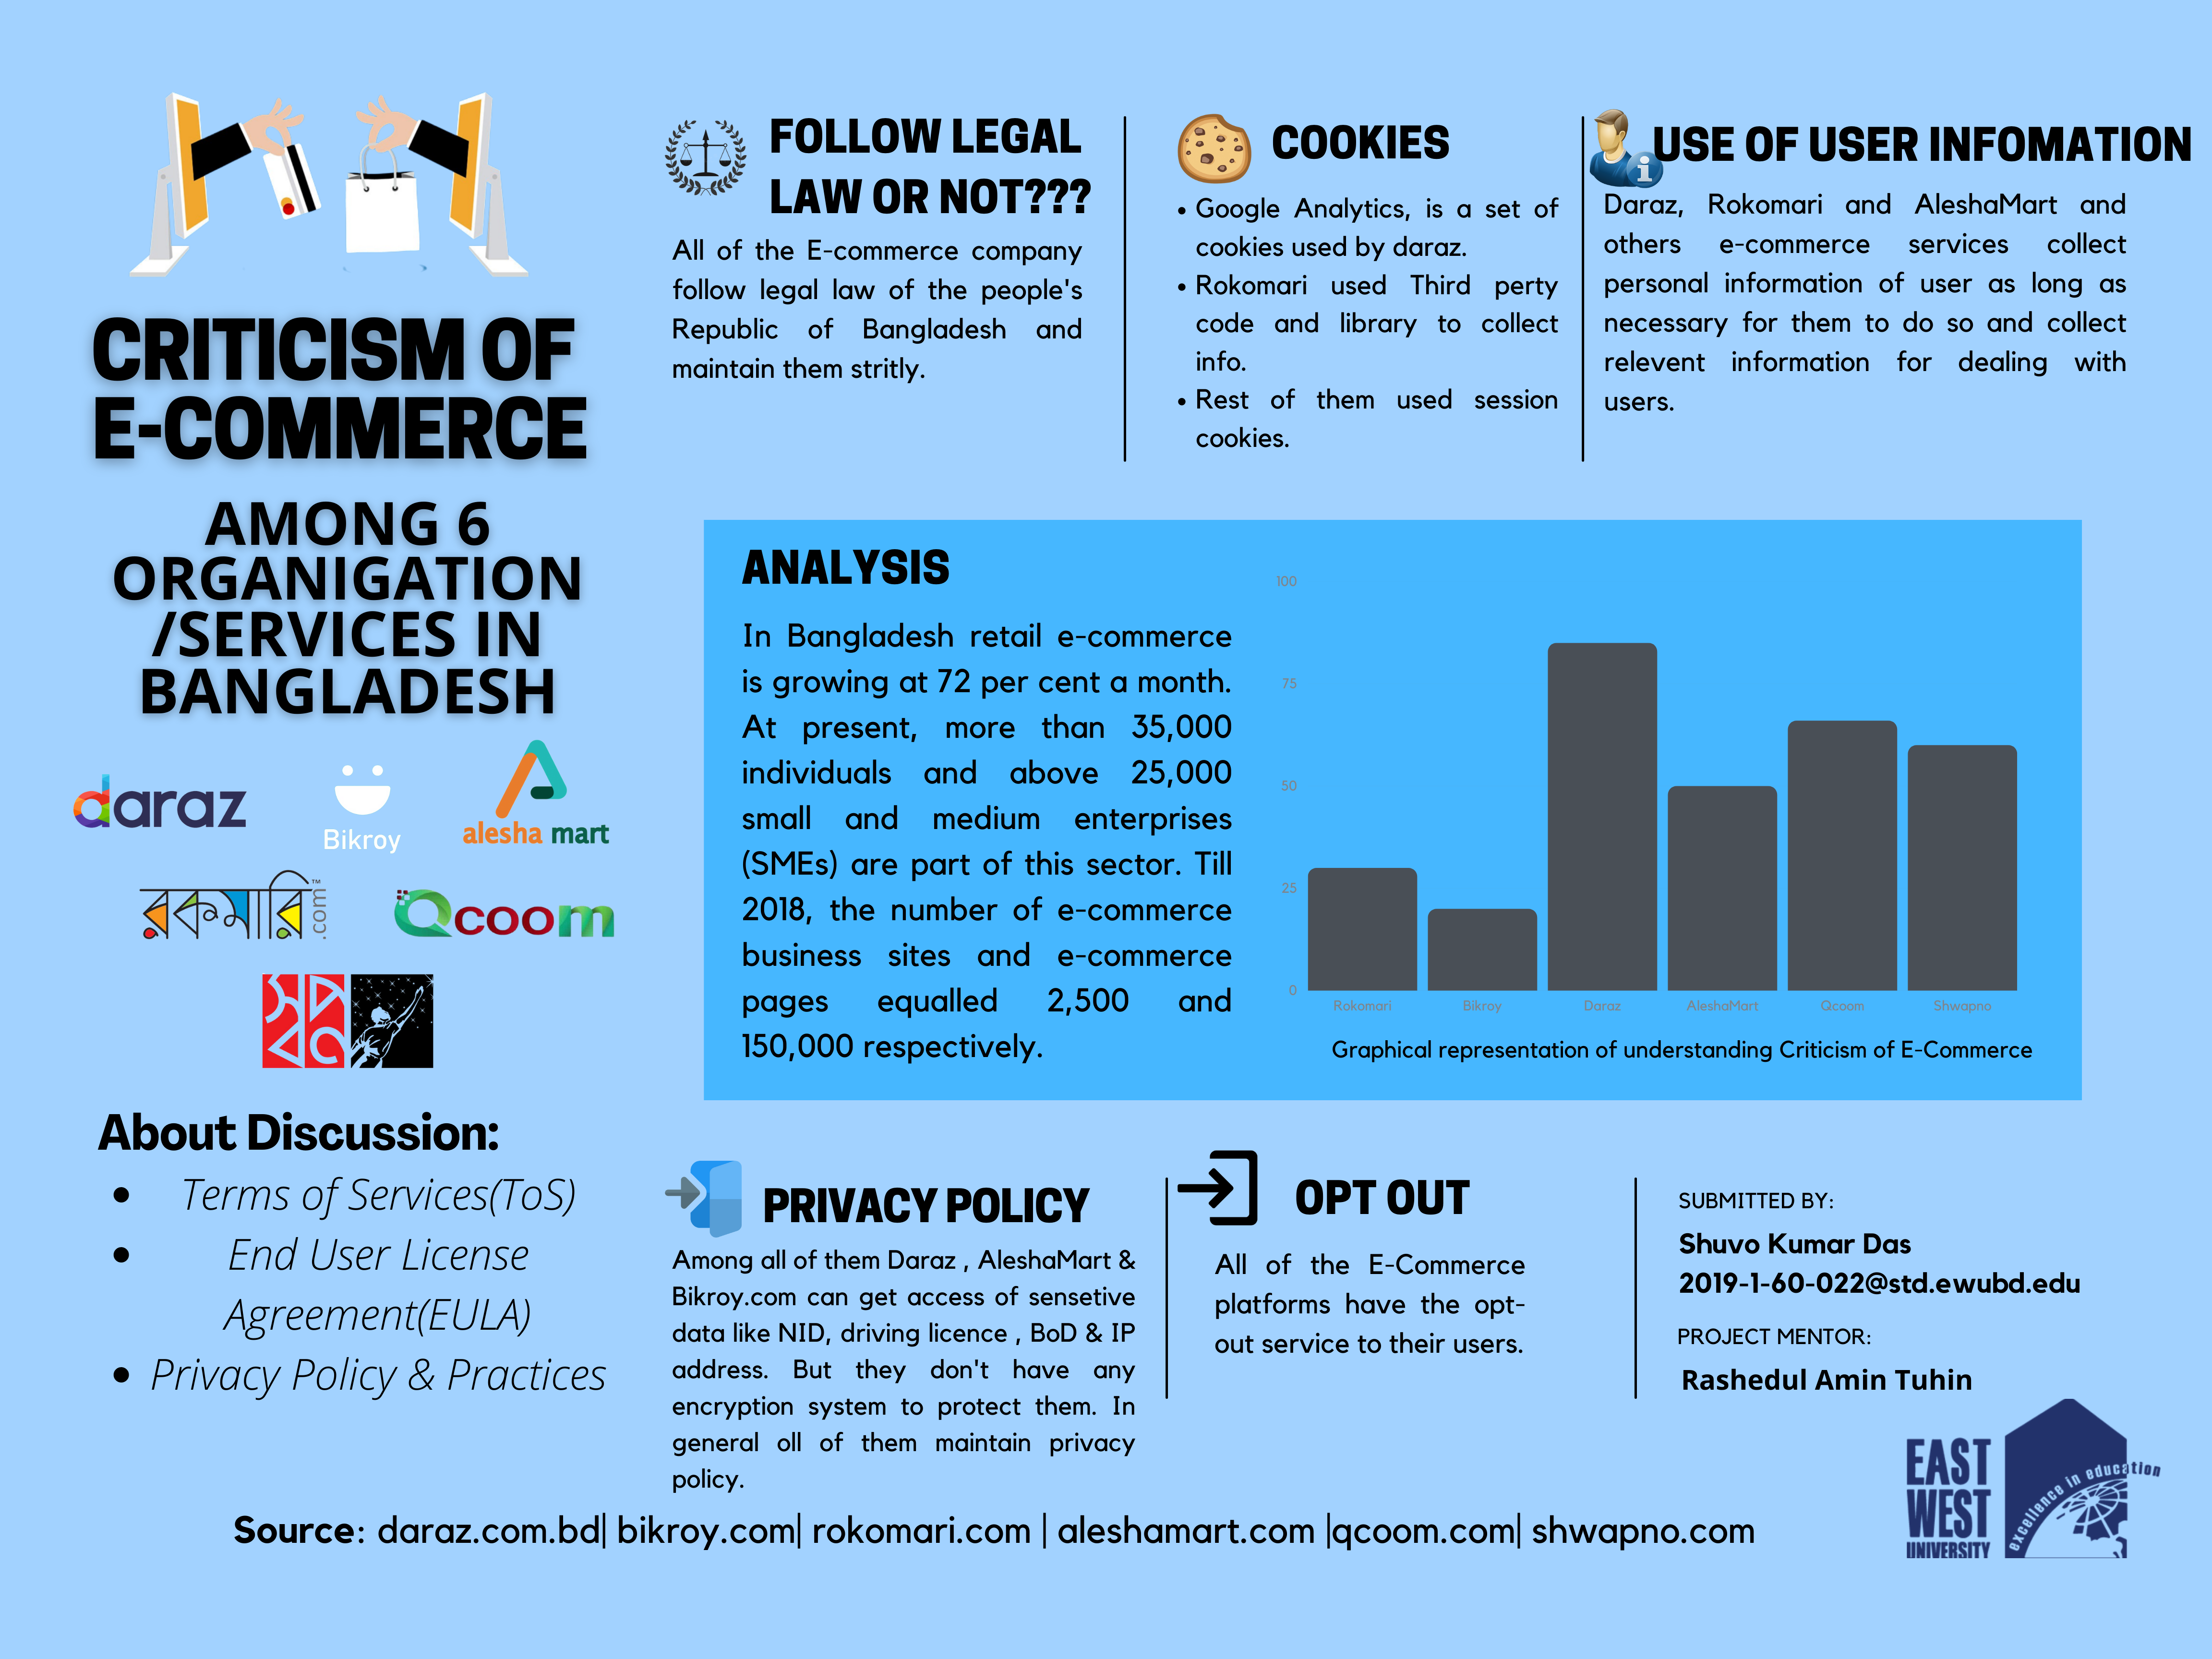 CRITICISM OF
E-COMMERCE
AMONG 6
ORGANIGATION
/SERVICES IN
BANGLADESH
daraz
Bikroy
alesha mart
রকমারি
.com
™
Qcoom
স্বপ্ন
About Discussion:
• Terms of Services(ToS)
• End User License
Agreement(EULA)
• Privacy Policy & Practices
FOLLOW LEGAL
LAW OR NOT???
All of the E-commerce company
follow legal law of the people's
Republic of Bangladesh and
maintain them stritly.
COOKIES
• Google Analytics, is a set of
cookies used by daraz.
• Rokomari used Third perty
code and library to collect
info.
• Rest of them used session
cookies.
USE OF USER INFOMATION
Daraz, Rokomari and AleshaMart and
others e-commerce services collect
personal information of user as long as
necessary for them to do so and collect
relevent information for dealing with
users.
ANALYSIS
In Bangladesh retail e-commerce
is growing at 72 per cent a month.
At present, more than 35,000
individuals and above 25,000
small and medium enterprises
(SMEs) are part of this sector. Till
2018, the number of e-commerce
business sites and e-commerce
pages equalled 2,500 and
150,000 respectively.
100
75
50
25
0
Rokomari Bikroy Daraz AleshaMart Qcoom Shwapno
Graphical representation of understanding Criticism of E-Commerce
PRIVACY POLICY
Among all of them Daraz , AleshaMart &
Bikroy.com can get access of sensetive
data like NID, driving licence , BoD & IP
address. But they don't have any
encryption system to protect them. In
general oll of them maintain privacy
policy.
OPT OUT
All of the E-Commerce
platforms have the opt-
out service to their users.
SUBMITTED BY:
Shuvo Kumar Das
2019-1-60-022@std.ewubd.edu
PROJECT MENTOR:
Rashedul Amin Tuhin
EAST
WEST
UNIVERSITY
excellence in education
Source: daraz.com.bd| bikroy.com| rokomari.com | aleshamart.com |qcoom.com| shwapno.com